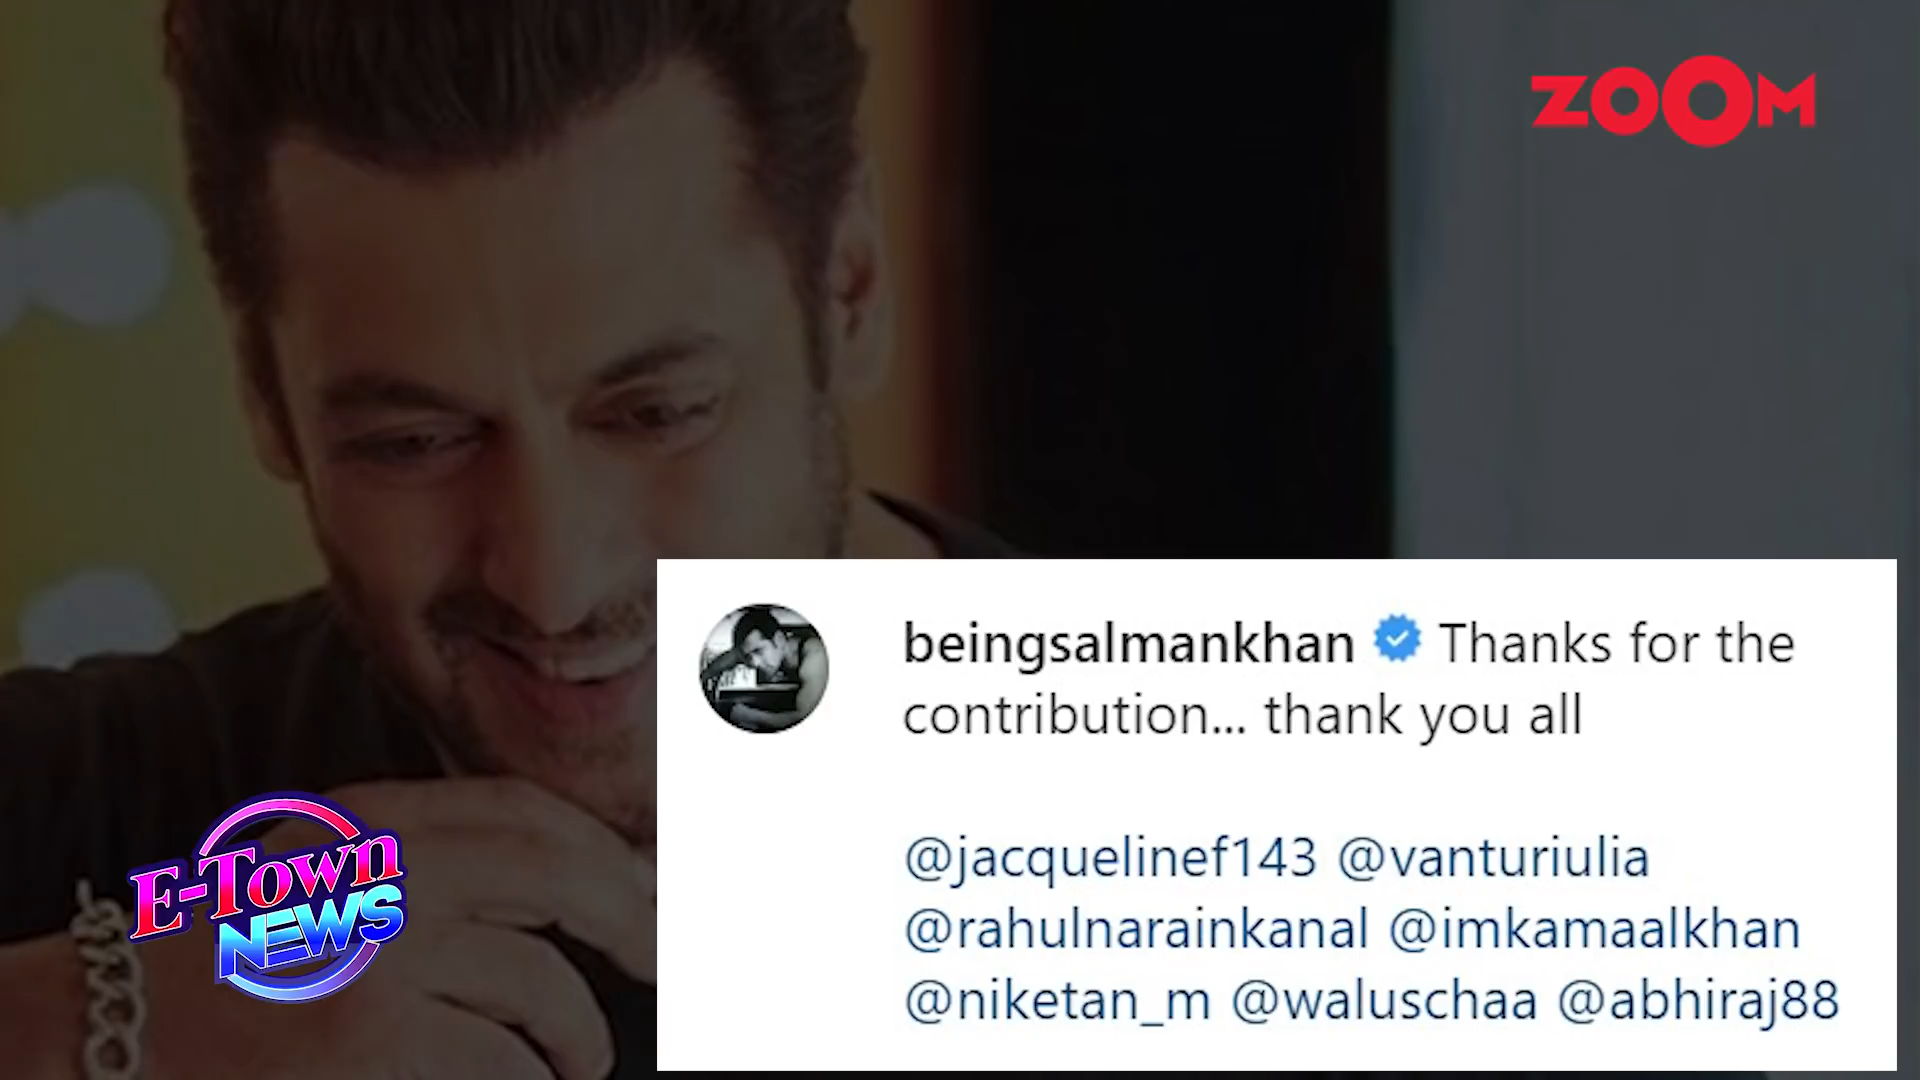 ZOOM
beingsalmankhan Thanks for the
contribution... thank you all
@jacquelinef143 @vanturiulia
@rahulnarainkanal @imkamaalkhan
@niketan_m @waluschaa @abhiraj88
E-Town
NEWS